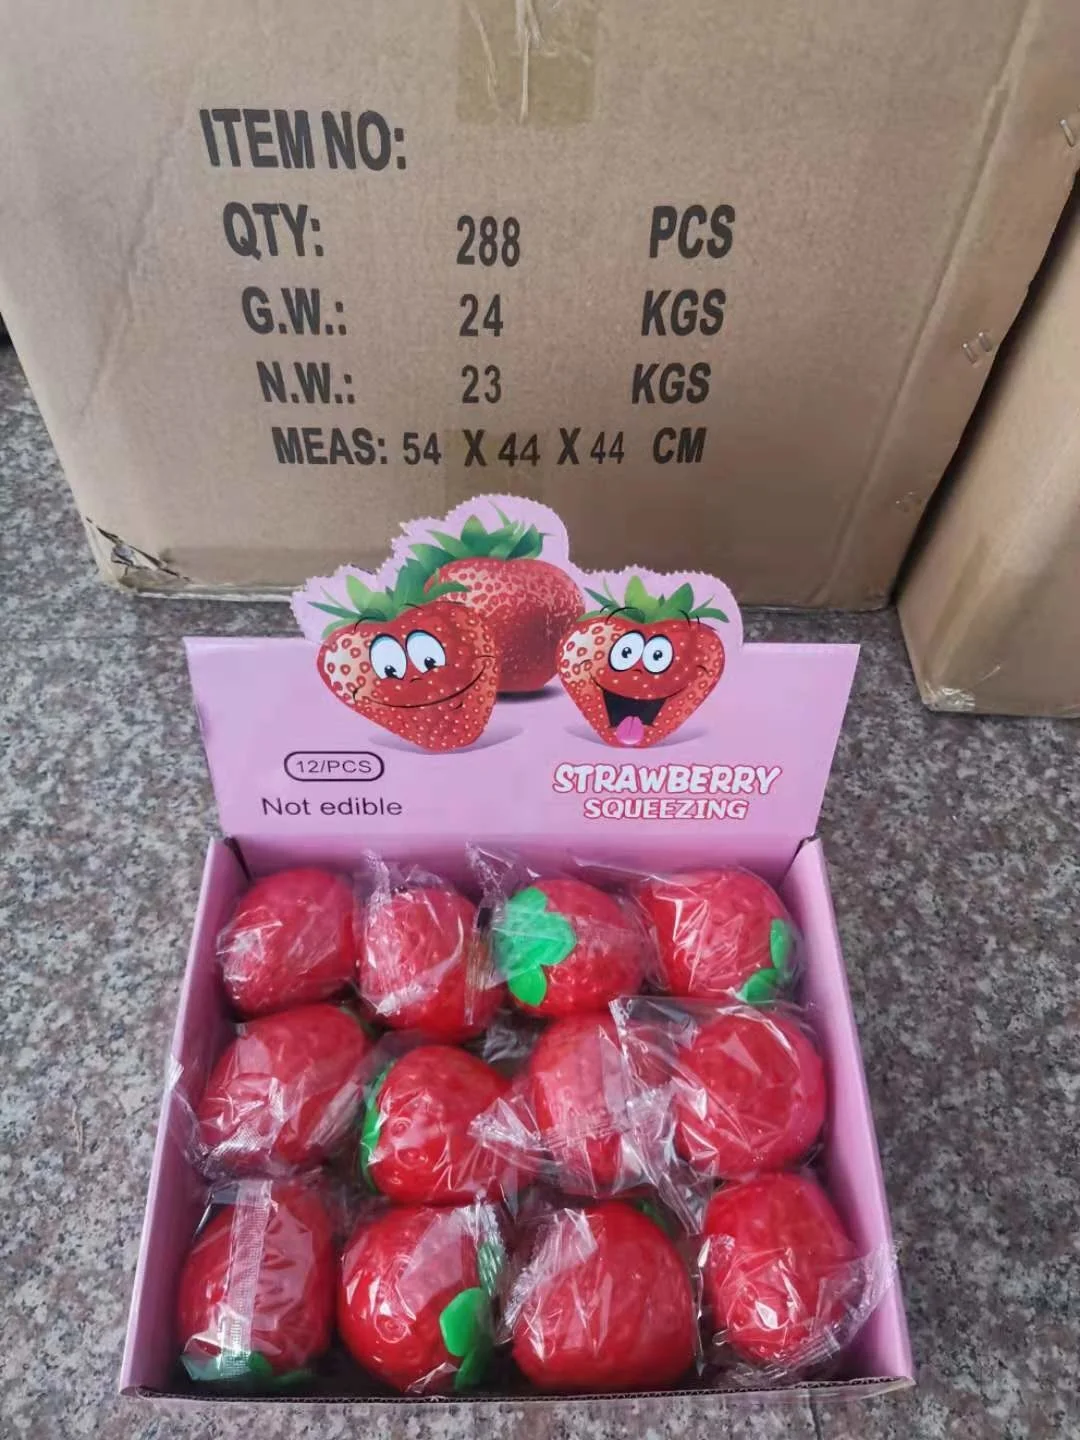 ITEM NO:
QTY: 288 PCS
G.W.: 24 KGS
N.W.: 23 KGS
MEAS: 54 X 44 X 44 CM
12/PCS
Not edible
STRAWBERRY
SQUEEZING